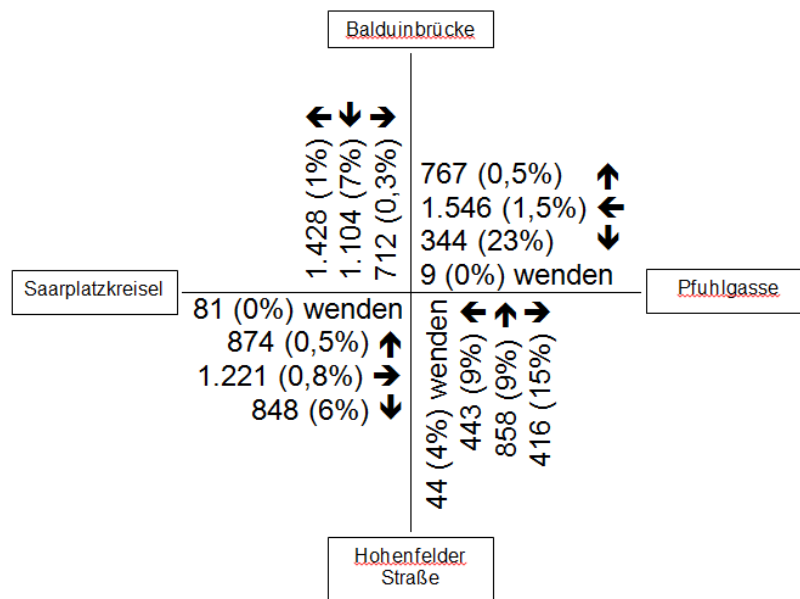 Balduinbrücke
1.428 (1%) 🡸
1.104 (7%) 🡻
712 (0,3%) 🡺
767 (0,5%) 🡹
1.546 (1,5%) 🡸
344 (23%) 🡻
9 (0%) wenden
Saarplatzkreisel
Pfuhlgasse
81 (0%) wenden
874 (0,5%) 🡹
1.221 (0,8%) 🡺
848 (6%) 🡻
44 (4%) wenden
443 (9%) 🡸
858 (9%) 🡹
416 (15%) 🡺
Hohenfelder
Straße